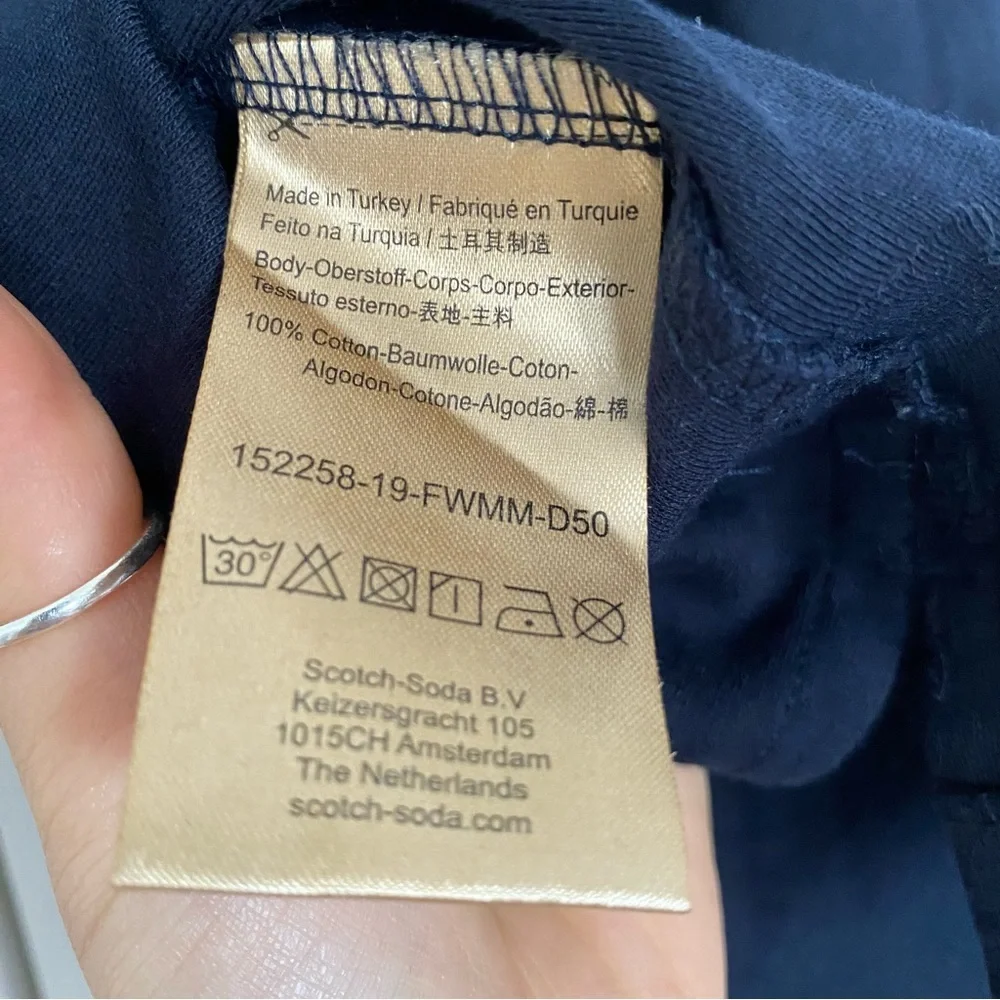 Made in Turkey / Fabriqué en Turquie
Feito na Turquia / 土耳其制造
Body-Oberstoff-Corps-Corpo-Exterior-
Tessuto esterno-表地-主料
100% Cotton-Baumwolle-Coton-
Algodon-Cotone-Algodão-綿-棉
152258-19-FWMM-D50
30°
Scotch-Soda B.V
Keizersgracht 105
1015CH Amsterdam
The Netherlands
scotch-soda.com